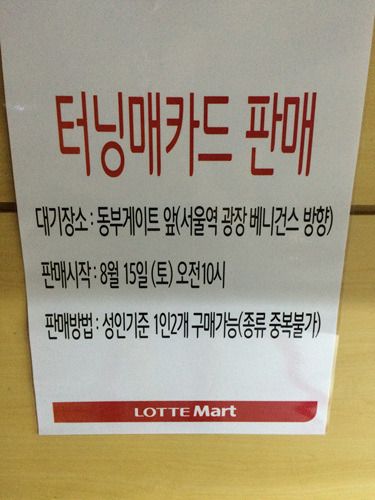 터닝매카드 판매
대기장소 : 동부게이트 앞(서울역 광장 베니건스 방향)
판매시작 : 8월 15일 (토) 오전10시
판매방법 : 성인기준 1인2개 구매가능(종류 중복불가)
LOTTE Mart